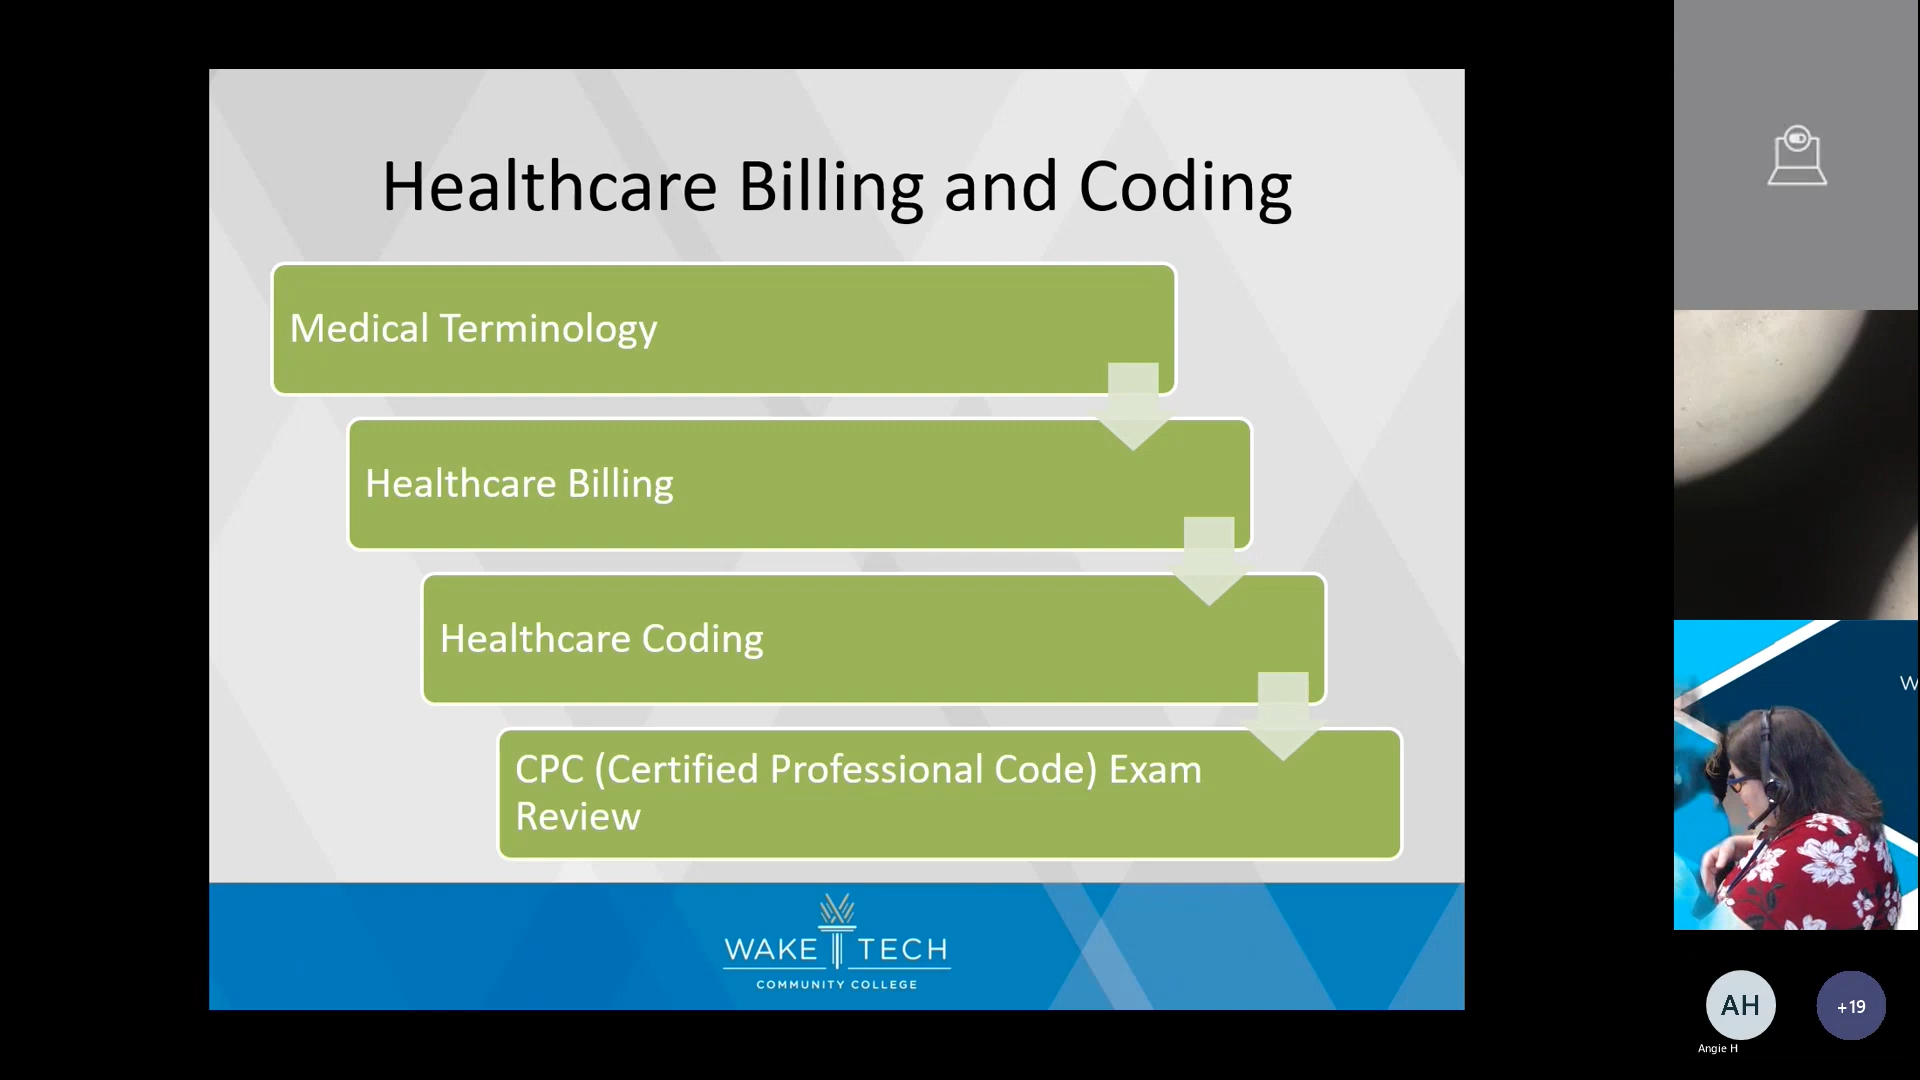 Healthcare Billing and Coding
Medical Terminology
Healthcare Billing
Healthcare Coding
CPC (Certified Professional Code) Exam
Review
WAKE TECH
COMMUNITY COLLEGE
W
AH
+19
Angie H